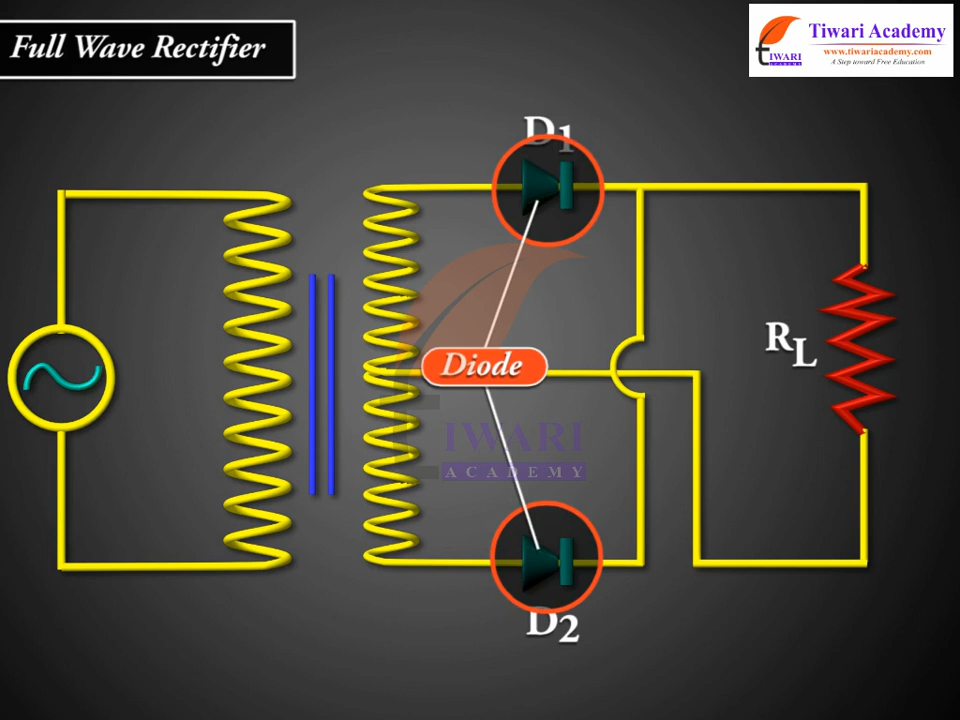 Full Wave Rectifier
Tiwari Academy
www.tiwariacademy.com
A Step toward Free Education
TIWARI
ACADEMY
D1
RL
Diode
TIWARI
ACADEMY
D2